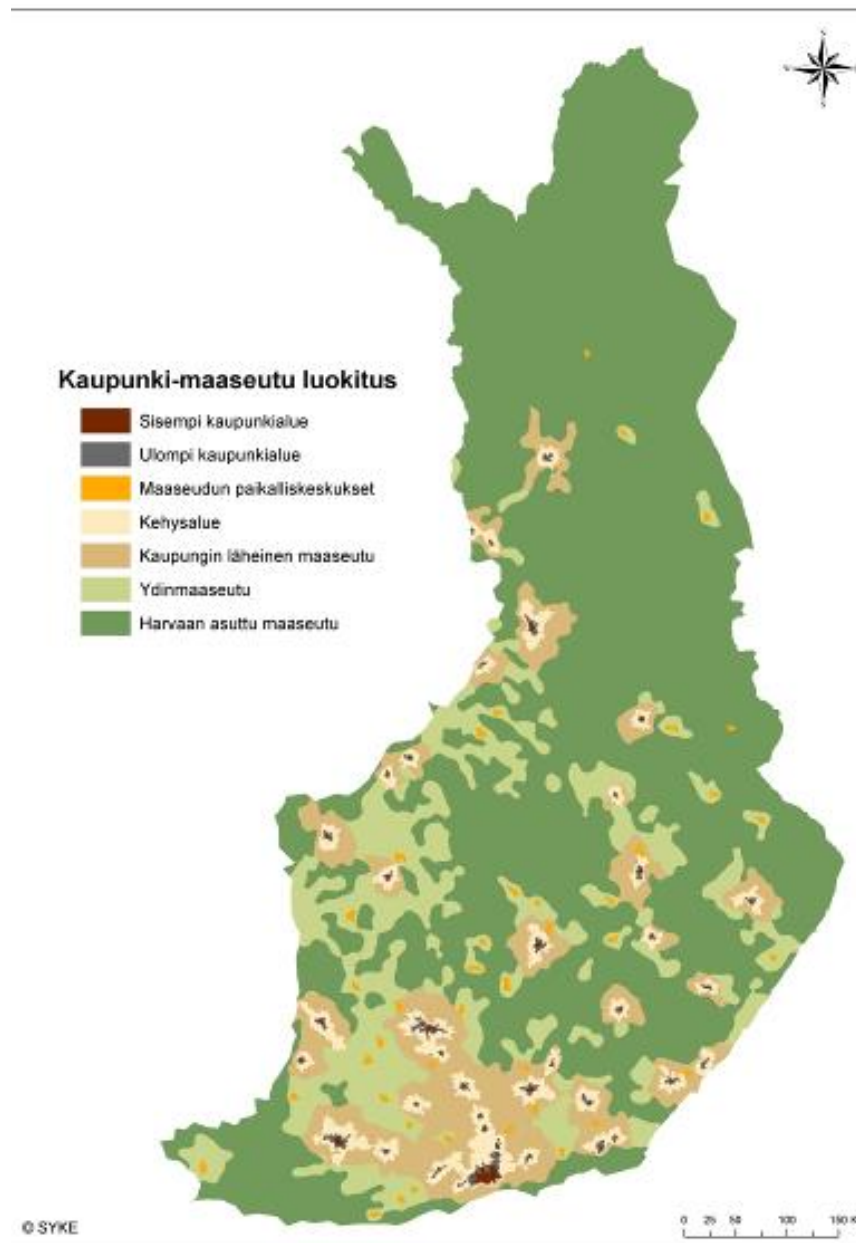 Kaupunki-maaseutu luokitus
Sisempi kaupunkialue
Ulompi kaupunkialue
Maaseudun paikalliskeskukset
Kehysalue
Kaupungin läheinen maaseutu
Ydinmaaseutu
Harvaan asuttu maaseutu
© SYKE
0 25 50 100 150 K